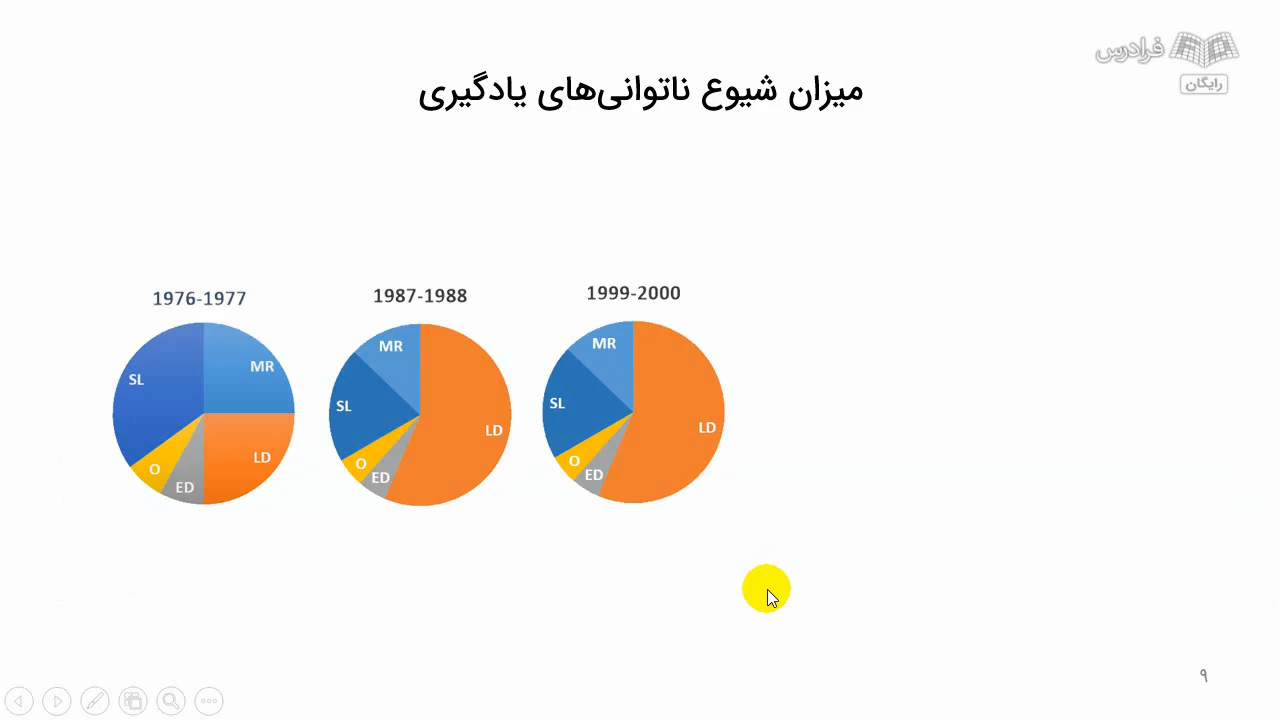 فرادرس
رایگان
میزان شیوع ناتوانی‌های یادگیری
1976-1977
MR
SL
LD
O
ED
1987-1988
MR
SL
LD
O
ED
1999-2000
MR
SL
LD
O
ED
۹